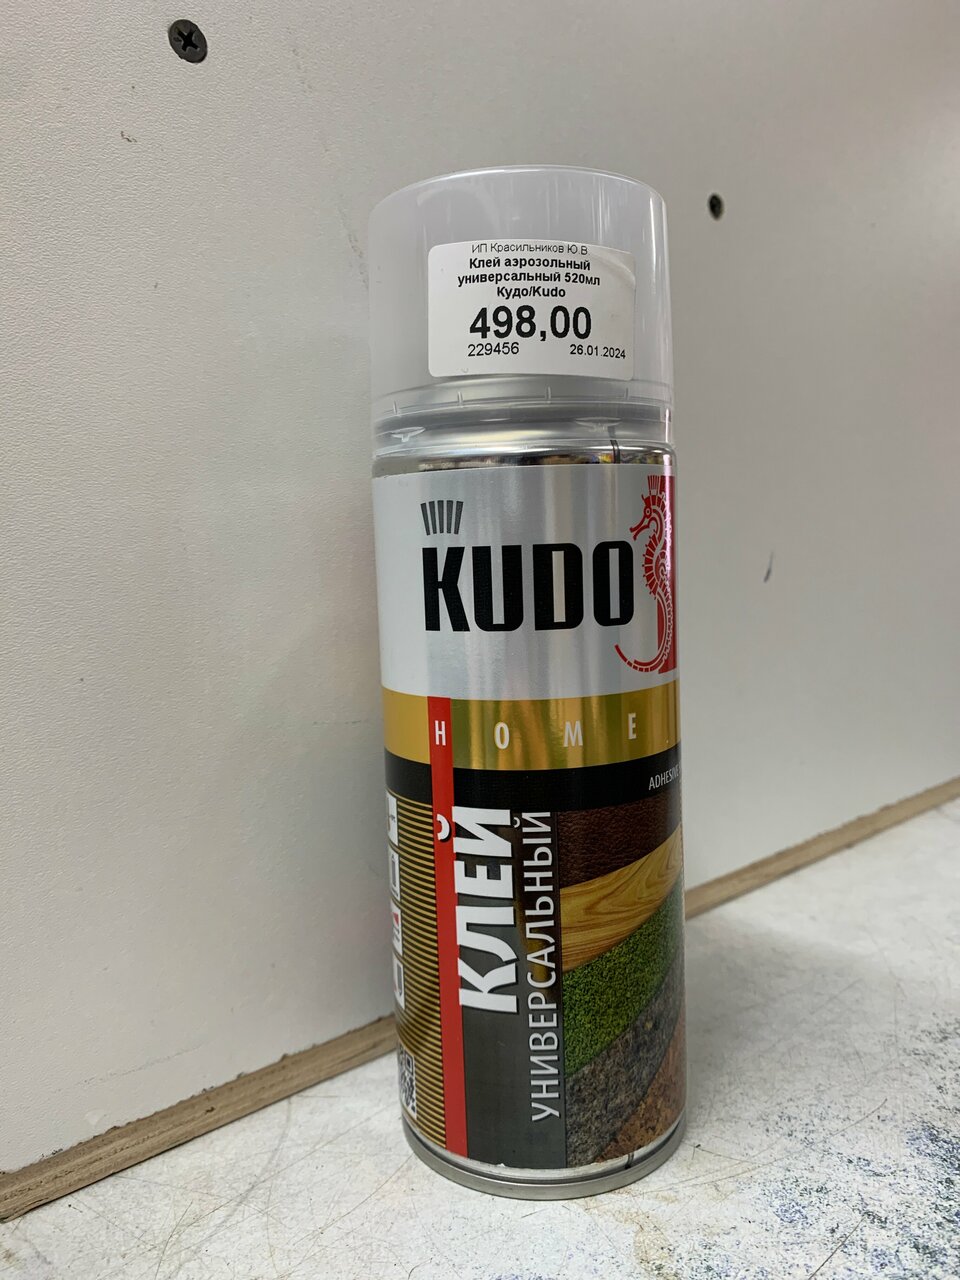 ИП Красильников Ю.В
Клей аэрозольный
универсальный 520мл
Кудо/Kudo
498,00
229456 26.01.2024
KUDO
HOME
ADHESIVE
КЛЕЙ
УНИВЕРСАЛЬНЫЙ